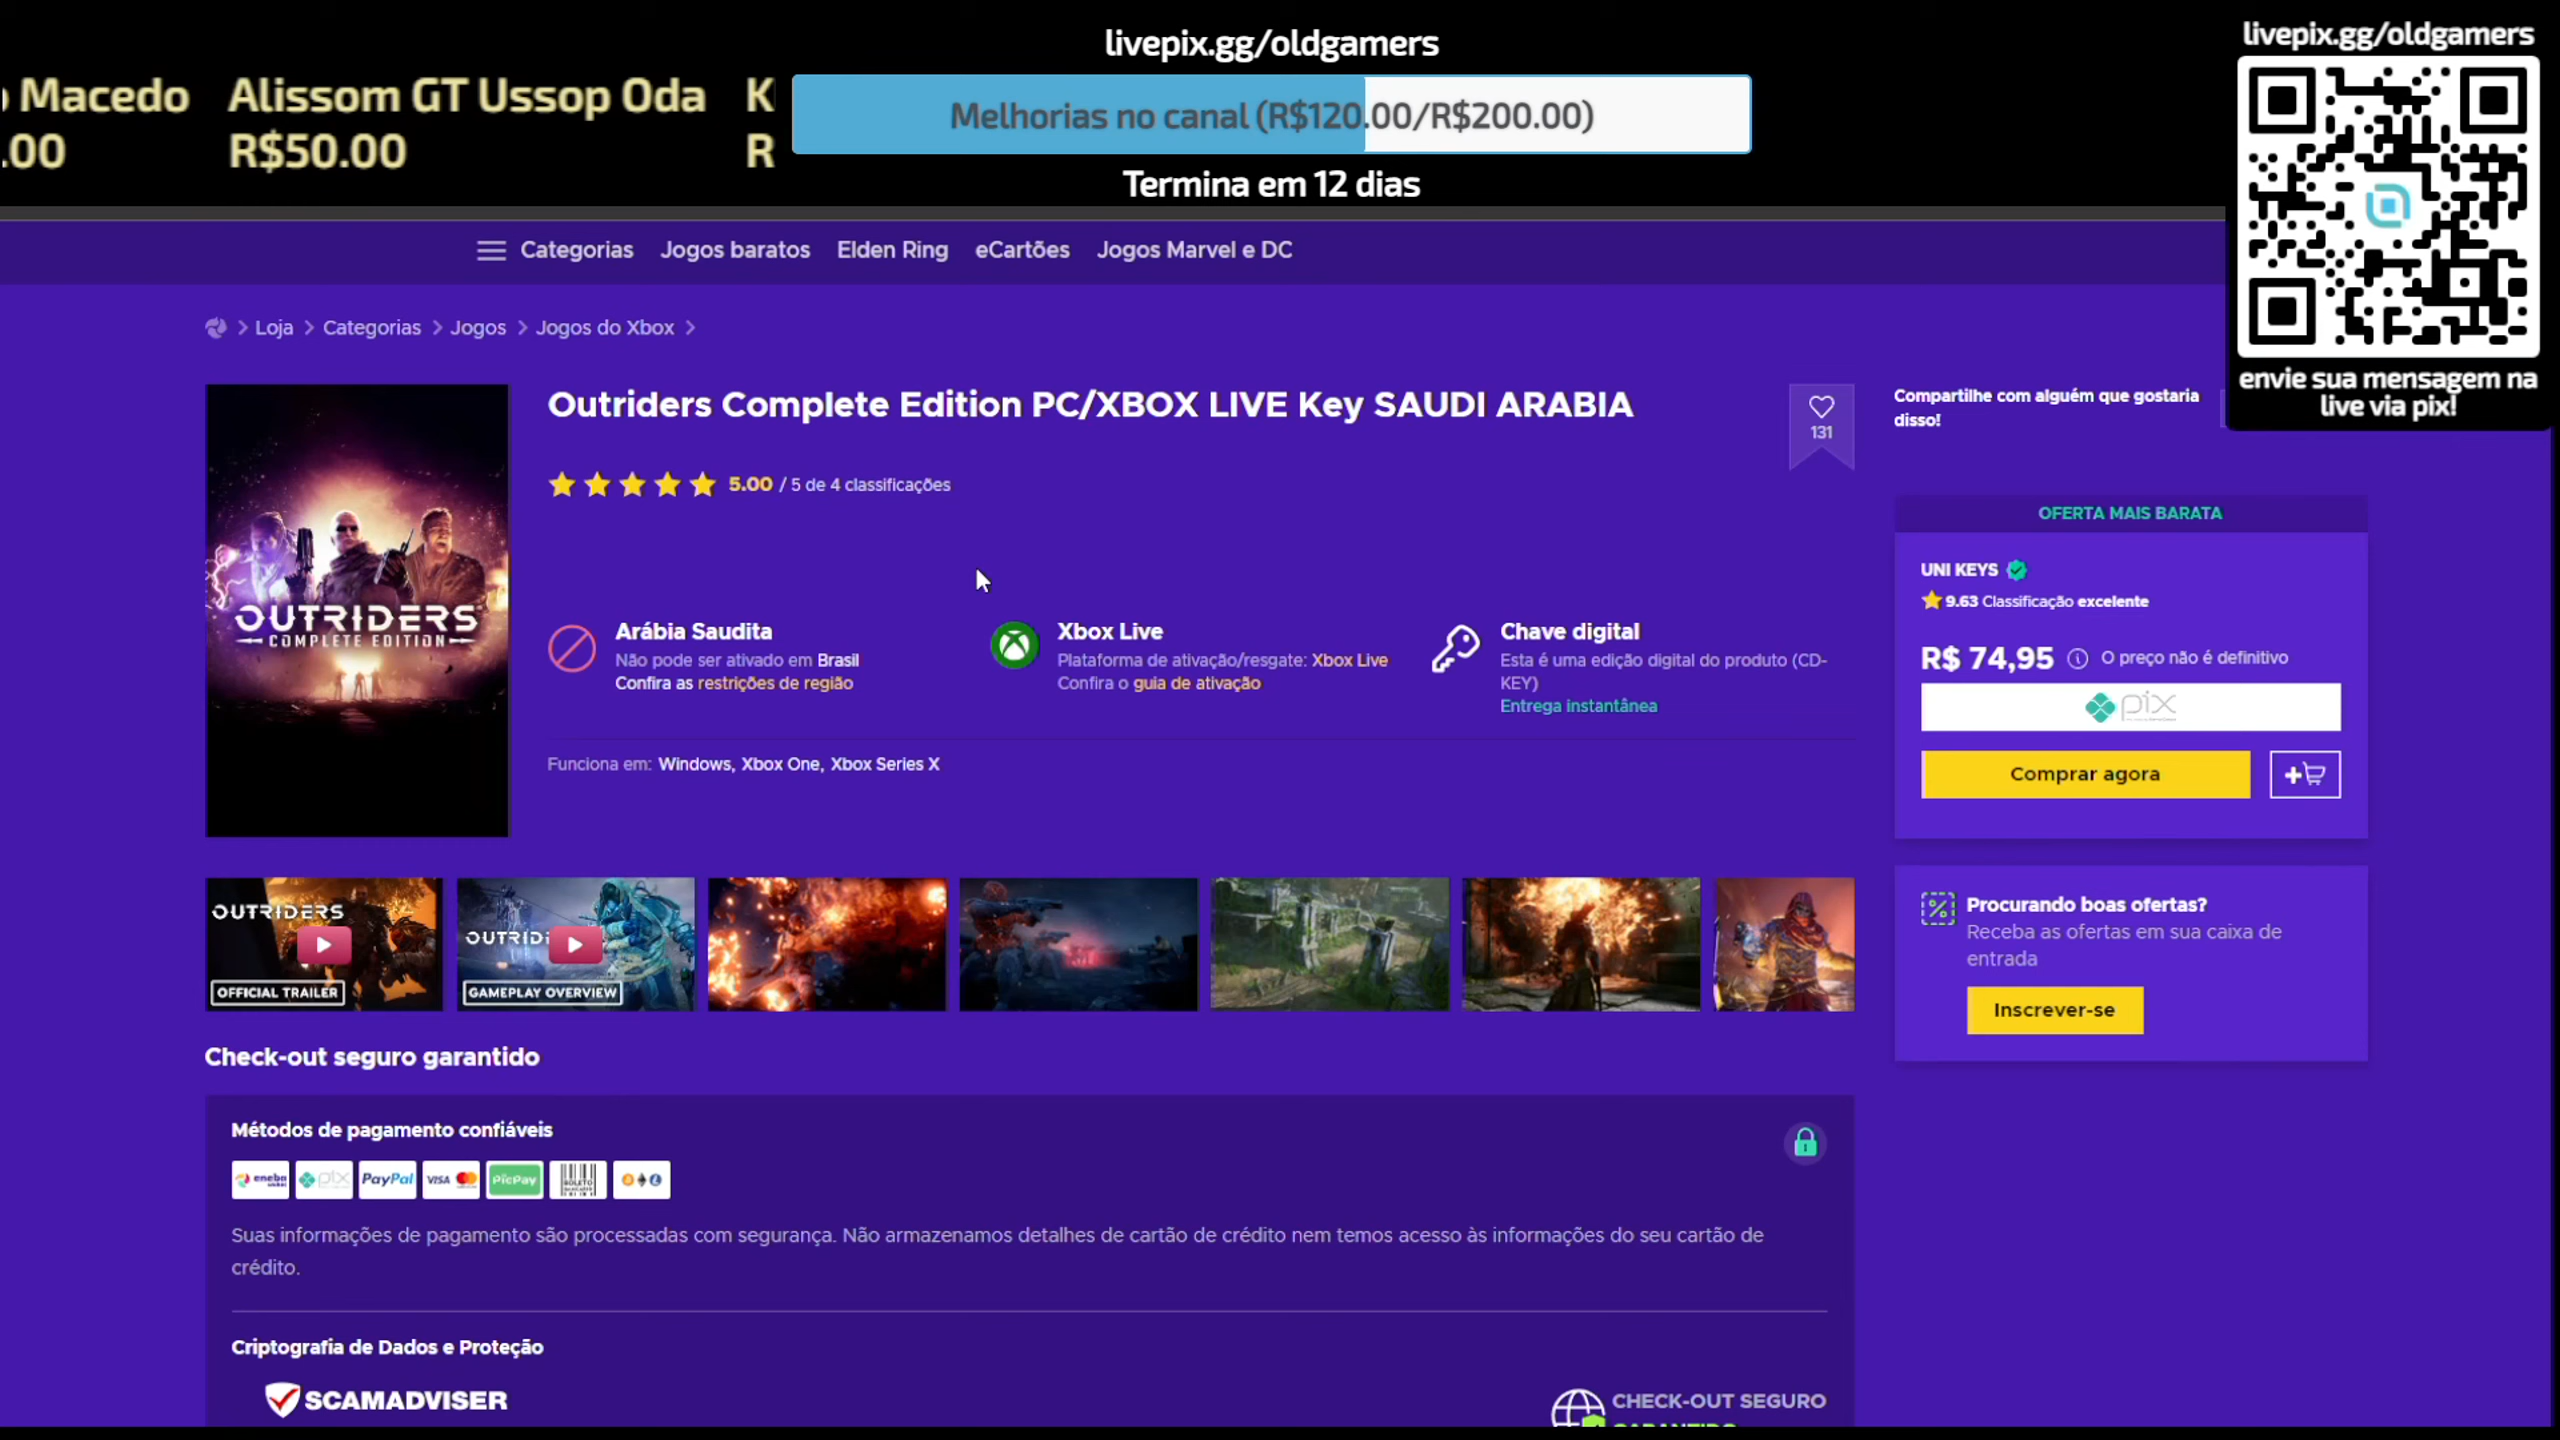 livepix.gg/oldgamers
Macedo
.00
Alissom GT Ussop Oda
R$50.00
K
R
Melhorias no canal (R$120.00/R$200.00)
Termina em 12 dias
livepix.gg/oldgamers
envie sua mensagem na
live via pix!
Categorias
Jogos baratos
Elden Ring
eCartões
Jogos Marvel e DC
Loja
Categorias
Jogos
Jogos do Xbox
OUTRIDERS
COMPLETE EDITION
Outriders Complete Edition PC/XBOX LIVE Key SAUDI ARABIA
131
5.00 / 5 de 4 classificações
Arábia Saudita
Não pode ser ativado em Brasil
Confira as restrições de região
Xbox Live
Plataforma de ativação/resgate: Xbox Live
Confira o guia de ativação
Chave digital
Esta é uma edição digital do produto (CD-
KEY)
Entrega instantânea
Funciona em: Windows, Xbox One, Xbox Series X
Compartilhe com alguém que gostaria
disso!
OFERTA MAIS BARATA
UNI KEYS
9.63 Classificação excelente
R$ 74,95
O preço não é definitivo
pix
Comprar agora
Procurando boas ofertas?
Receba as ofertas em sua caixa de
entrada
Inscrever-se
OUTRIDERS
OFFICIAL TRAILER
OUTRID
GAMEPLAY OVERVIEW
Check-out seguro garantido
Métodos de pagamento confiáveis
eneba
pix
PayPal
VISA
PicPay
BOLETO
Suas informações de pagamento são processadas com segurança. Não armazenamos detalhes de cartão de crédito nem temos acesso às informações do seu cartão de
crédito.
Criptografia de Dados e Proteção
SCAMADVISER
CHECK-OUT SEGURO
GARANTIDO